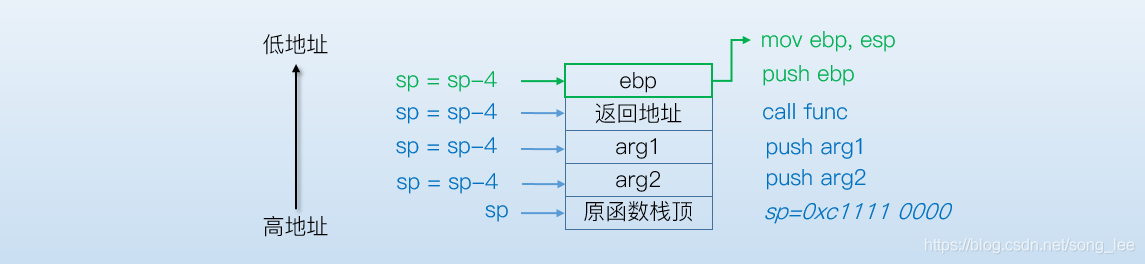 mov ebp, esp
低地址
sp = sp-4 ebp push ebp
sp = sp-4 返回地址 call func
sp = sp-4 arg1 push arg1
sp = sp-4 arg2 push arg2
sp 原函数栈顶 sp=0xc1111 0000
高地址
https://blog.csdn.net/song_lee